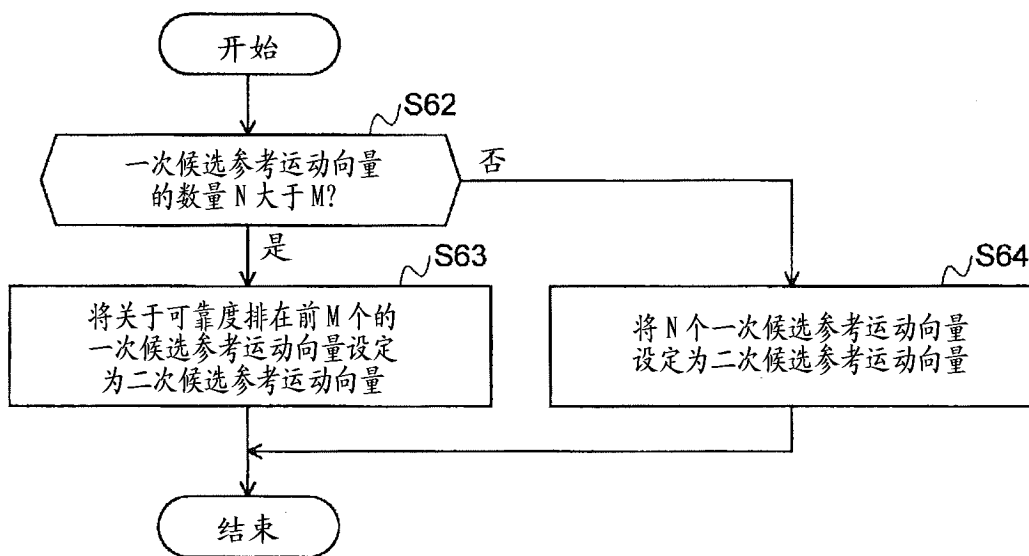 开始
S62
一次候选参考运动向量
的数量N大于M?
否
是
S63
将关于可靠度排在前M个的
一次候选参考运动向量设定
为二次候选参考运动向量
S64
将N个一次候选参考运动向量
设定为二次候选参考运动向量
结束